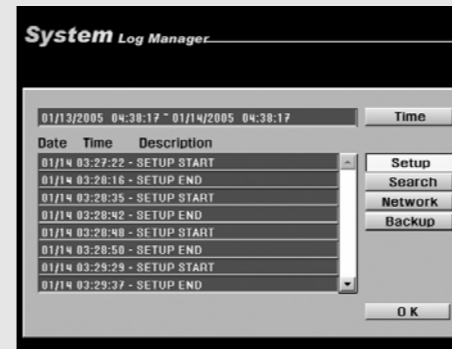 System Log Manager
01/13/2005 04:38:17 ~ 01/14/2005 04:38:17
Time
Date Time Description
01/14 03:27:22 - SETUP START
01/14 03:28:16 - SETUP END
01/14 03:28:35 - SETUP START
01/14 03:28:42 - SETUP END
01/14 03:28:48 - SETUP START
01/14 03:28:50 - SETUP END
01/14 03:29:29 - SETUP START
01/14 03:29:37 - SETUP END
Setup
Search
Network
Backup
OK